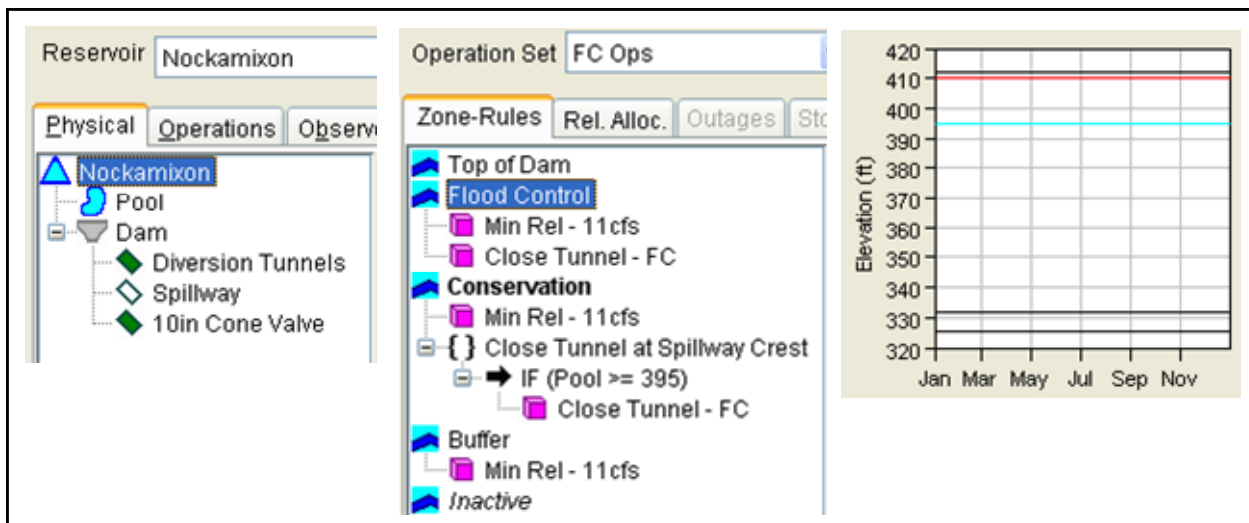 Reservoir Nockamixon
Physical Operations Observ
Nockamixon
Pool
Dam
Diversion Tunnels
Spillway
10in Cone Valve
Operation Set FC Ops
Zone-Rules Rel. Alloc. Outages Sto
Top of Dam
Flood Control
Min Rel - 11cfs
Close Tunnel - FC
Conservation
Min Rel - 11cfs
{ } Close Tunnel at Spillway Crest
IF (Pool >= 395)
Close Tunnel - FC
Buffer
Min Rel - 11cfs
Inactive
Elevation (ft)
420
410
400
390
380
370
360
350
340
330
320
Jan Mar May Jul Sep Nov